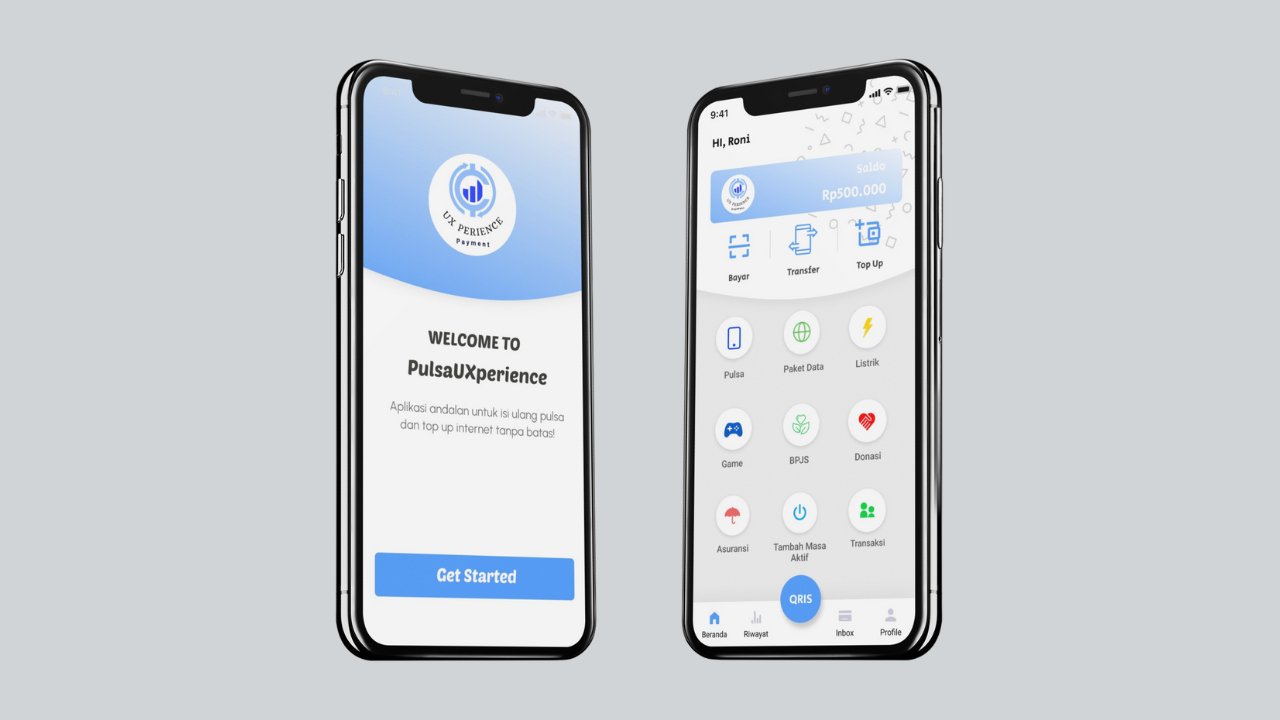 UX PERIENCE
Payment
WELCOME TO
PulsaUXperience
Aplikasi andalan untuk isi ulang pulsa
dan top up internet tanpa batas!
Get Started
9:41
HI, Roni
Saldo
UX PERIENCE
Payment
Rp500.000
Bayar
Transfer
Top Up
Pulsa
Paket Data
Listrik
Game
BPJS
Donasi
Asuransi
Tambah Masa
Aktif
Transaksi
QRIS
Beranda
Riwayat
Inbox
Profile